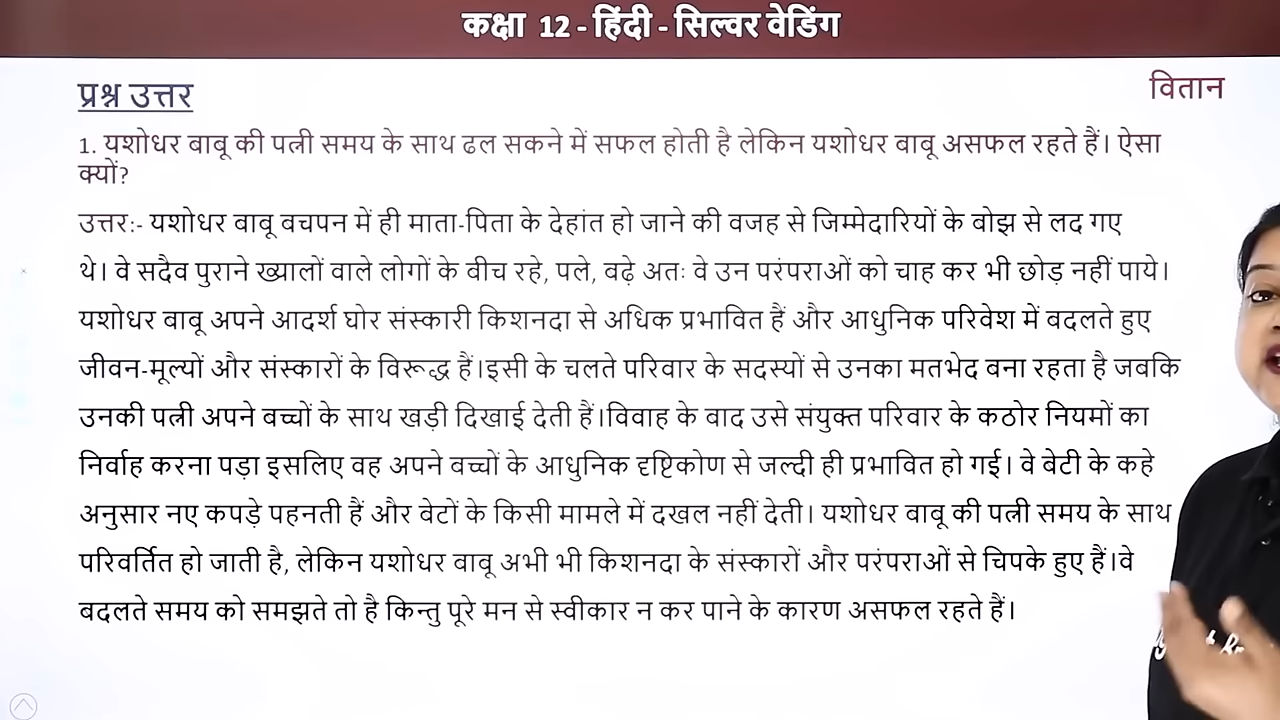 कक्षा 12 - हिंदी - सिल्वर वेडिंग
प्रश्न उत्तर
वितान
1. यशोधर बाबू की पत्नी समय के साथ ढल सकने में सफल होती है लेकिन यशोधर बाबू असफल रहते हैं। ऐसा
क्यों?
उत्तर:- यशोधर बाबू बचपन में ही माता-पिता के देहांत हो जाने की वजह से जिम्मेदारियों के बोझ से लद गए
थे। वे सदैव पुराने ख्यालों वाले लोगों के बीच रहे, पले, बढ़े अतः वे उन परंपराओं को चाह कर भी छोड़ नहीं पाये।
यशोधर बाबू अपने आदर्श घोर संस्कारी किशनदा से अधिक प्रभावित हैं और आधुनिक परिवेश में बदलते हुए
जीवन-मूल्यों और संस्कारों के विरूद्ध हैं।इसी के चलते परिवार के सदस्यों से उनका मतभेद बना रहता है जबकि
उनकी पत्नी अपने बच्चों के साथ खड़ी दिखाई देती हैं।विवाह के बाद उसे संयुक्त परिवार के कठोर नियमों का
निर्वाह करना पड़ा इसलिए वह अपने बच्चों के आधुनिक दृष्टिकोण से जल्दी ही प्रभावित हो गई। वे बेटी के कहे
अनुसार नए कपड़े पहनती हैं और बेटों के किसी मामले में दखल नहीं देती। यशोधर बाबू की पत्नी समय के साथ
परिवर्तित हो जाती है, लेकिन यशोधर बाबू अभी भी किशनदा के संस्कारों और परंपराओं से चिपके हुए हैं।वे
बदलते समय को समझते तो है किन्तु पूरे मन से स्वीकार न कर पाने के कारण असफल रहते हैं।